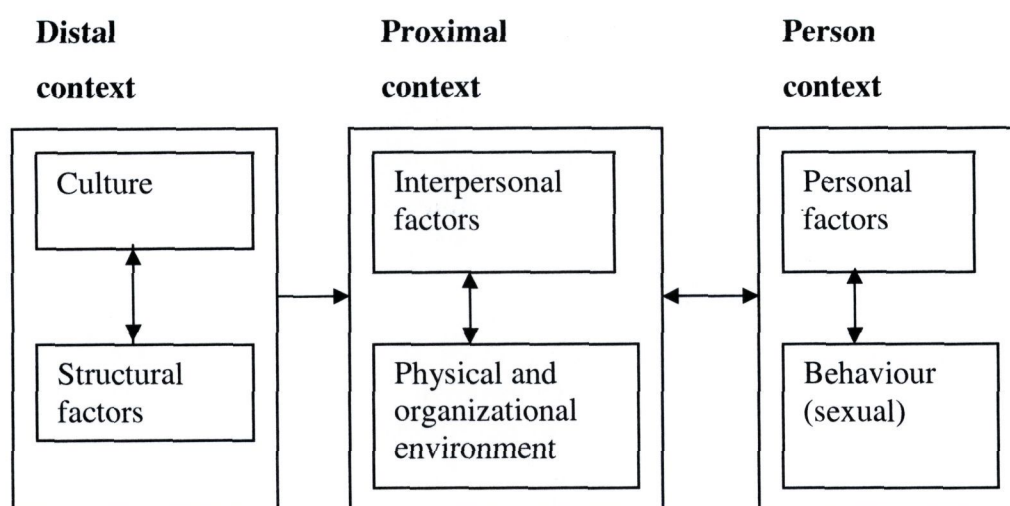 Distal
context
Proximal
context
Person
context
Culture
Structural
factors
Interpersonal
factors
Physical and
organizational
environment
Personal
factors
Behaviour
(sexual)